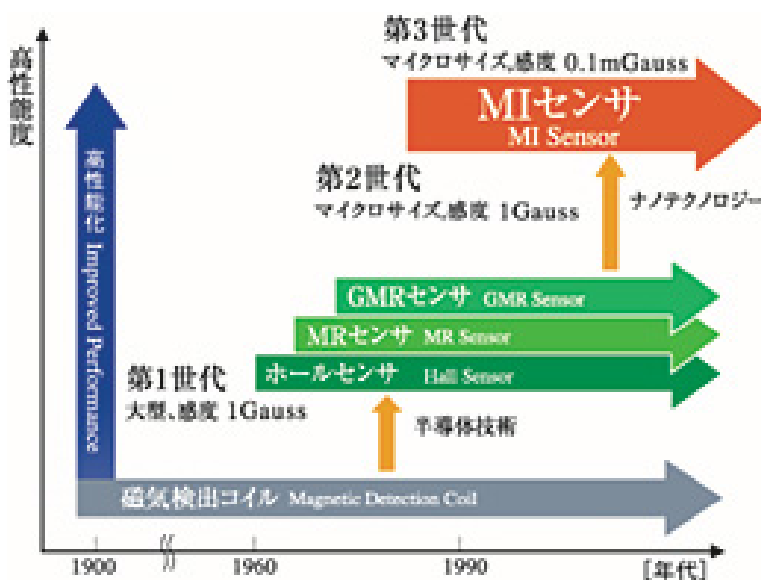 高性能度
高性能化 Improved Performance
第3世代
マイクロサイズ,感度 0.1mGauss
MIセンサ
MI Sensor
第2世代
マイクロサイズ,感度 1Gauss
ナノテクノロジー
GMRセンサ GMR Sensor
MRセンサ MR Sensor
ホールセンサ Hall Sensor
第1世代
大型、感度 1Gauss
半導体技術
磁気検出コイル Magnetic Detection Coil
1900 1960 1990 [年代]